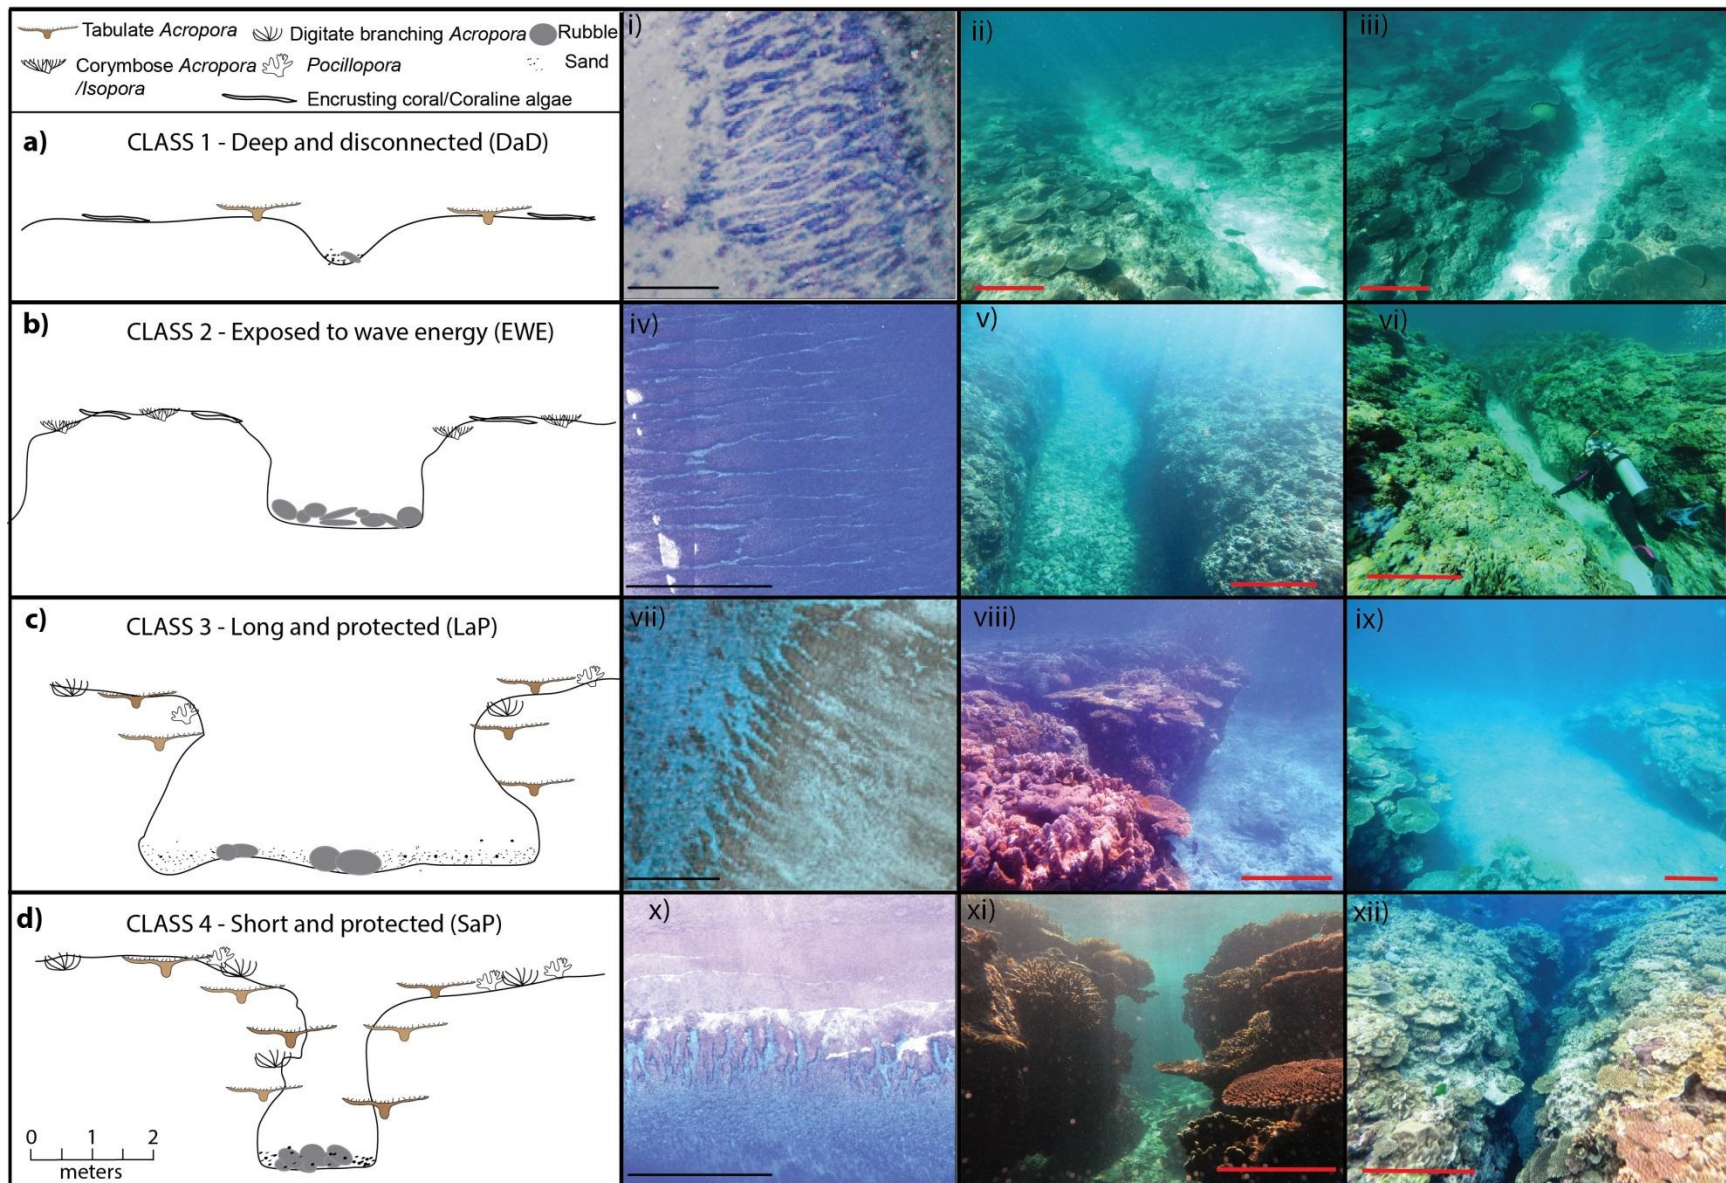 Tabulate Acropora
Digitate branching Acropora
Rubble
Corymbose Acropora
/Isopora
Pocillopora
Sand
Encrusting coral/Coraline algae
a)
CLASS 1 - Deep and disconnected (DaD)
i)
ii)
iii)
b)
CLASS 2 - Exposed to wave energy (EWE)
iv)
v)
vi)
c)
CLASS 3 - Long and protected (LaP)
vii)
viii)
ix)
d)
CLASS 4 - Short and protected (SaP)
0 1 2
meters
x)
xi)
xii)